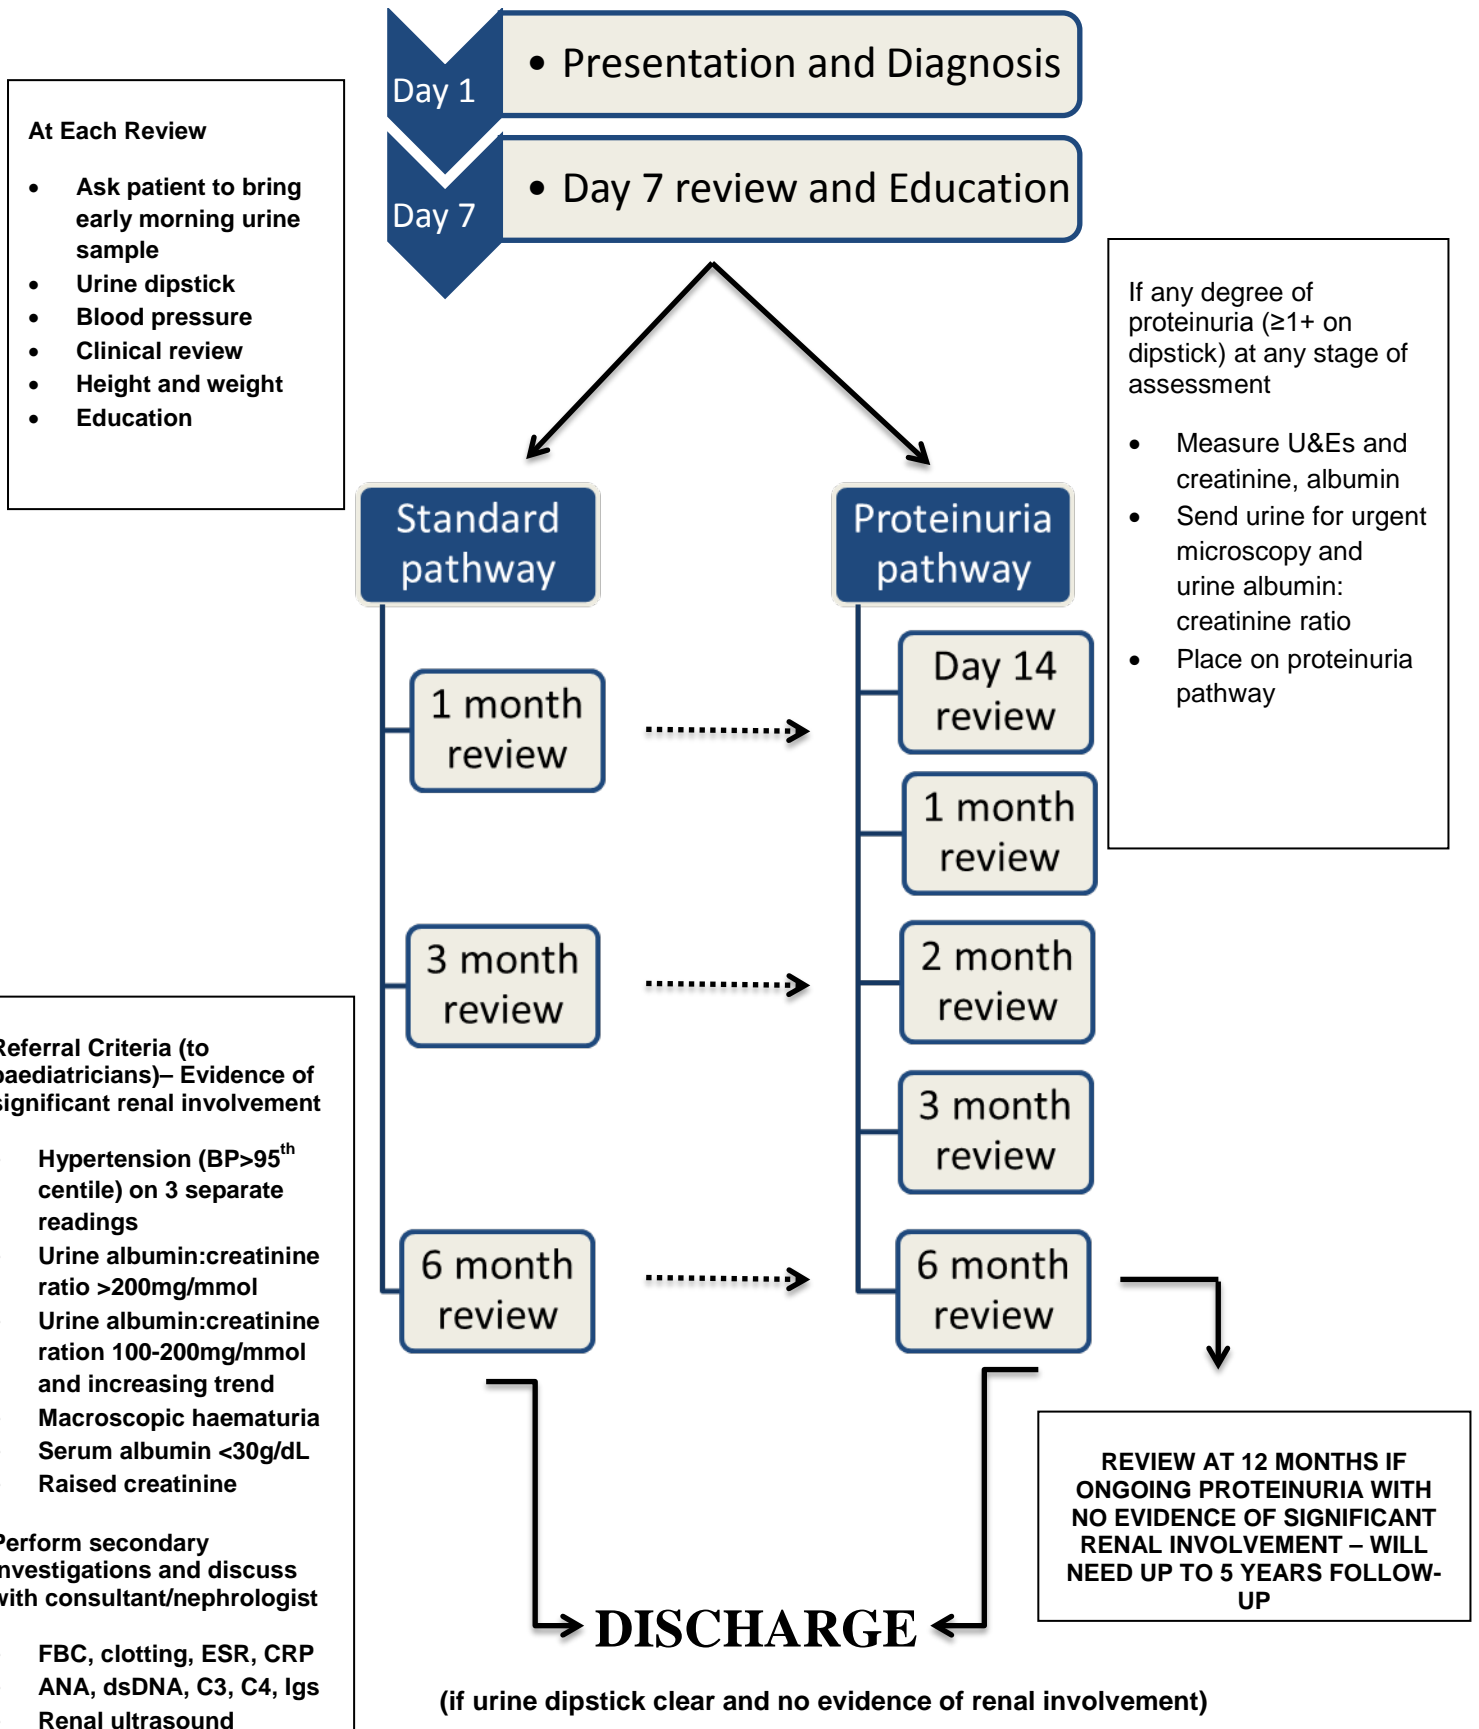 Day 1
• Presentation and Diagnosis
Day 7
• Day 7 review and Education
At Each Review
• Ask patient to bring
early morning urine
sample
• Urine dipstick
• Blood pressure
• Clinical review
• Height and weight
• Education
If any degree of
proteinuria (≥1+ on
dipstick) at any stage of
assessment
• Measure U&Es and
creatinine, albumin
• Send urine for urgent
microscopy and
urine albumin:
creatinine ratio
• Place on proteinuria
pathway
Standard
pathway
1 month
review
3 month
review
6 month
review
Proteinuria
pathway
Day 14
review
1 month
review
2 month
review
3 month
review
6 month
review
Referral Criteria (to
paediatricians)– Evidence of
significant renal involvement
Hypertension (BP>95th
centile) on 3 separate
readings
Urine albumin:creatinine
ratio >200mg/mmol
Urine albumin:creatinine
ration 100-200mg/mmol
and increasing trend
Macroscopic haematuria
Serum albumin <30g/dL
Raised creatinine
Perform secondary
investigations and discuss
with consultant/nephrologist
FBC, clotting, ESR, CRP
ANA, dsDNA, C3, C4, Igs
Renal ultrasound
REVIEW AT 12 MONTHS IF
ONGOING PROTEINURIA WITH
NO EVIDENCE OF SIGNIFICANT
RENAL INVOLVEMENT – WILL
NEED UP TO 5 YEARS FOLLOW-
UP
DISCHARGE
(if urine dipstick clear and no evidence of renal involvement)